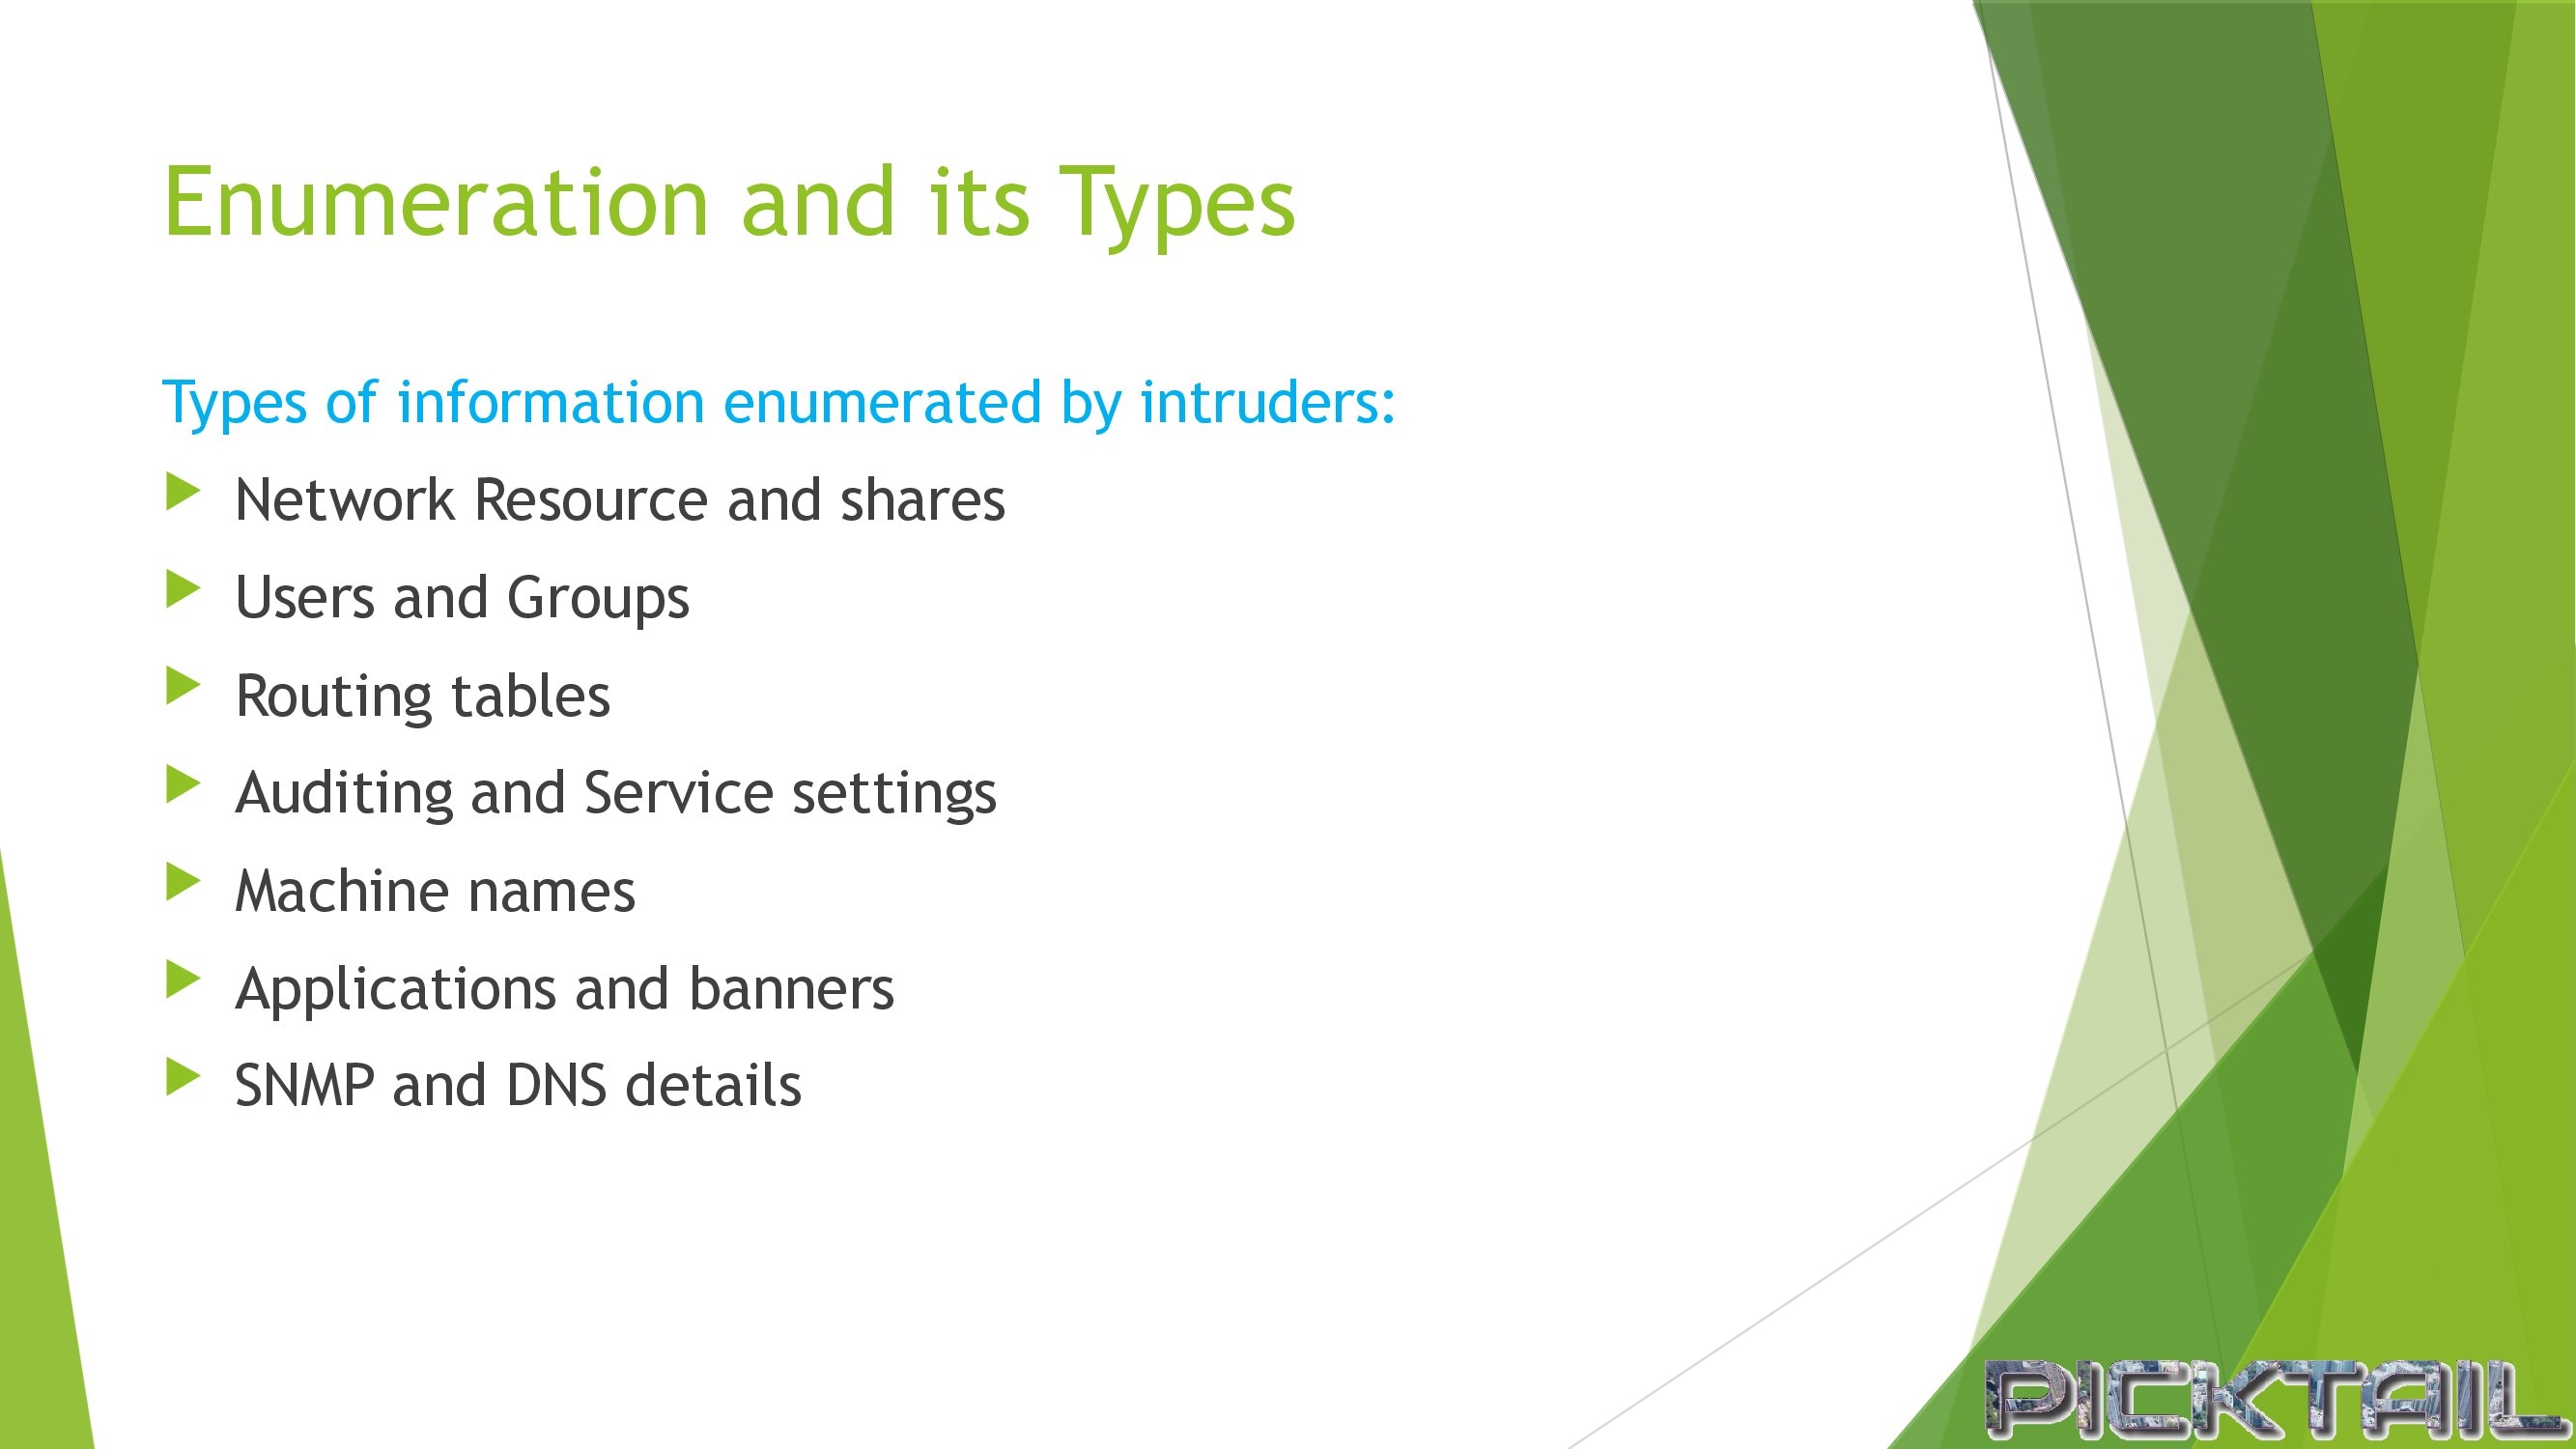 Enumeration and its Types
Types of information enumerated by intruders:
Network Resource and shares
Users and Groups
Routing tables
Auditing and Service settings
Machine names
Applications and banners
SNMP and DNS details
PICKTAIL